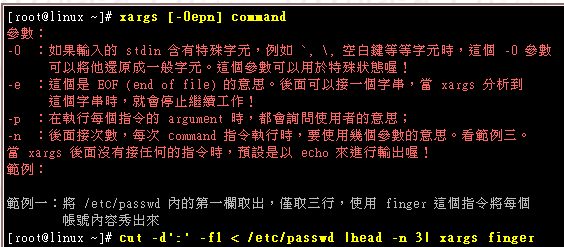 [root@linux ~]# xargs [-0epn] command
參數：
-0  ：如果輸入的 stdin 含有特殊字元，例如 `, \, 空白鍵等等字元時，這個 -0 參數
可以將他還原成一般字元。這個參數可以用於特殊狀態喔！
-e  ：這個是 EOF (end of file) 的意思。後面可以接一個字串，當 xargs 分析到
這個字串時，就會停止繼續工作！
-p  ：在執行每個指令的 argument 時，都會詢問使用者的意思；
-n  ：後面接次數，每次 command 指令執行時，要使用幾個參數的意思。看範例三。
當 xargs 後面沒有接任何的指令時，預設是以 echo 來進行輸出喔！
範例：
範例一：將 /etc/passwd 內的第一欄取出，僅取三行，使用 finger 這個指令將每個
帳號內容秀出來
[root@linux ~]# cut -d':' -f1 < /etc/passwd |head -n 3| xargs finger